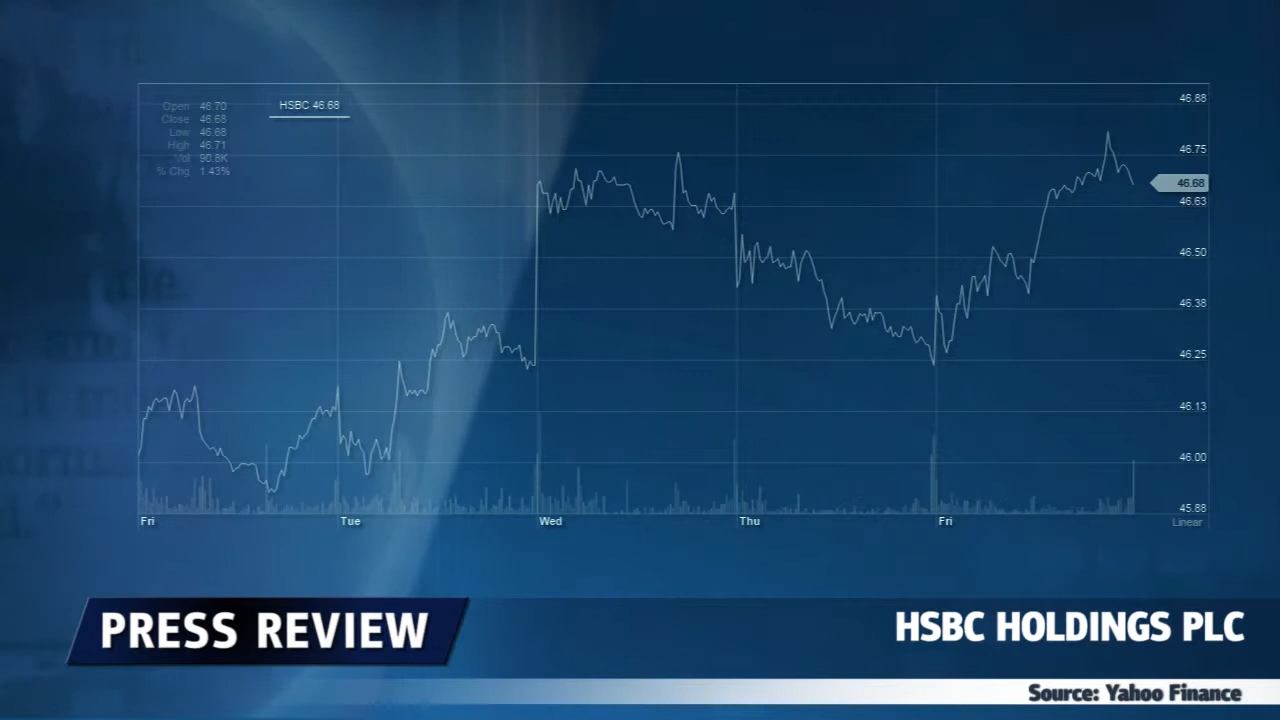 Open 46.70
Close 46.68
Low 46.68
High 46.71
Vol 90.8K
% Chg 1.43%
HSBC 46.68
46.88
46.75
46.68
46.63
46.50
46.38
46.25
46.13
46.00
45.88
Fri Tue Wed Thu Fri Linear
PRESS REVIEW
HSBC HOLDINGS PLC
Source: Yahoo Finance